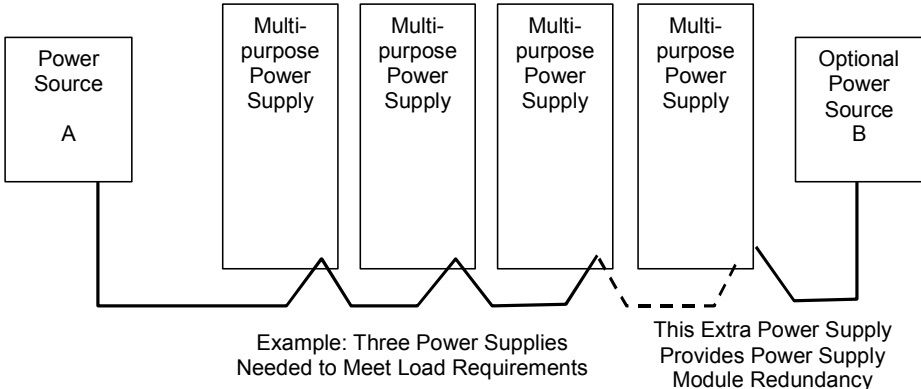 Power
Source
A
Multi-
purpose
Power
Supply
Multi-
purpose
Power
Supply
Multi-
purpose
Power
Supply
Multi-
purpose
Power
Supply
Optional
Power
Source
B
Example: Three Power Supplies
Needed to Meet Load Requirements
This Extra Power Supply
Provides Power Supply
Module Redundancy